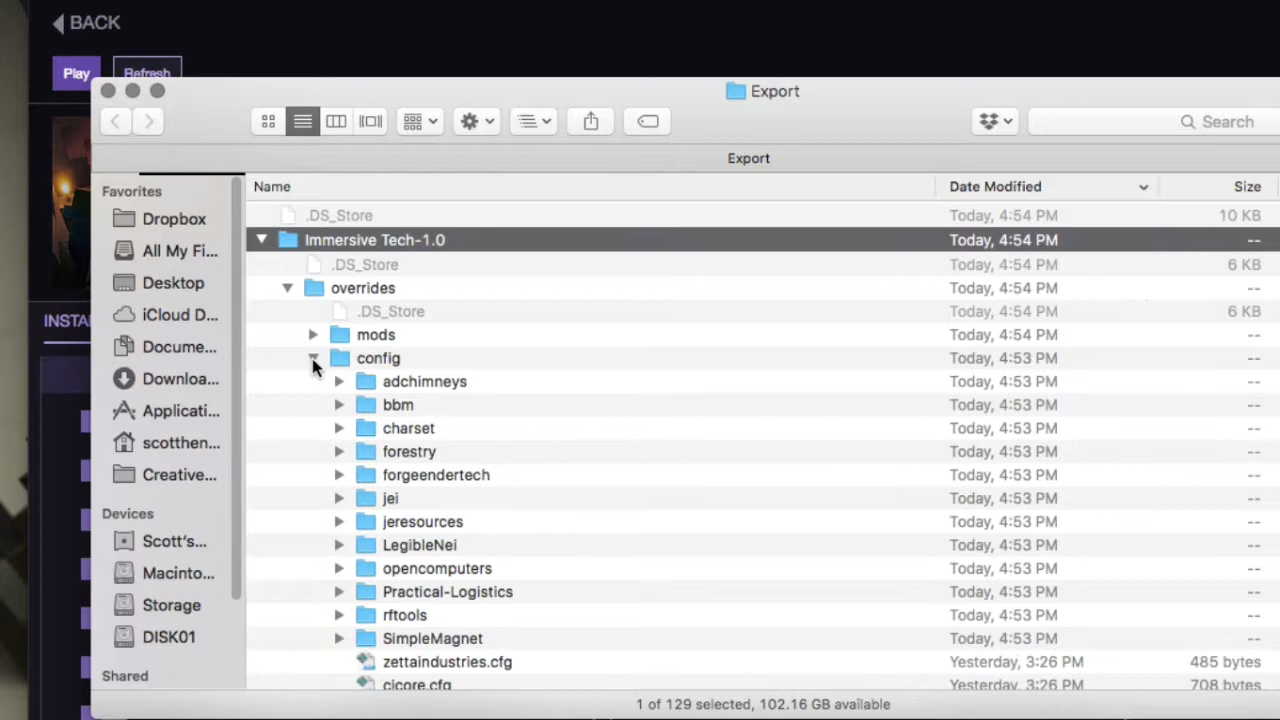 BACK
Play
Refresh
Export
Search
Export
Favorites
Dropbox
All My Fi...
Desktop
iCloud D...
Docume...
Downloa...
Applicati...
scotthen...
Creative...
Devices
Scott's...
Macinto...
Storage
DISK01
Shared
INSTA
Name Date Modified Size
.DS_Store Today, 4:54 PM 10 KB
Immersive Tech-1.0 Today, 4:54 PM --
.DS_Store Today, 4:54 PM 6 KB
overrides Today, 4:54 PM --
.DS_Store Today, 4:54 PM 6 KB
mods Today, 4:54 PM --
config Today, 4:53 PM --
adchimneys Today, 4:53 PM --
bbm Today, 4:53 PM --
charset Today, 4:53 PM --
forestry Today, 4:53 PM --
forgeendertech Today, 4:53 PM --
jei Today, 4:53 PM --
jeresources Today, 4:53 PM --
LegibleNei Today, 4:53 PM --
opencomputers Today, 4:53 PM --
Practical-Logistics Today, 4:53 PM --
rftools Today, 4:53 PM --
SimpleMagnet Today, 4:53 PM --
zettaindustries.cfg Yesterday, 3:26 PM 485 bytes
cicore.cfg Yesterday, 3:26 PM 708 bytes
1 of 129 selected, 102.16 GB available